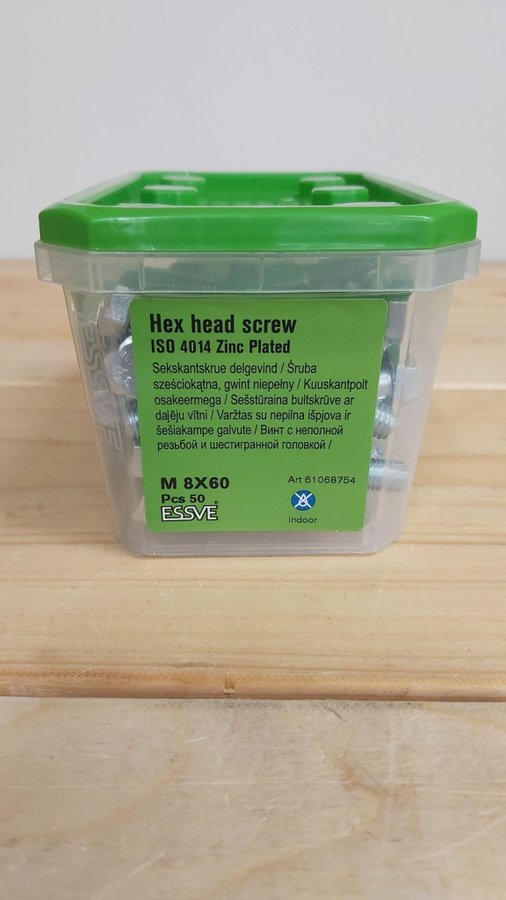 Hex head screw
ISO 4014 Zinc Plated
Sekskantskrue delgevind / Śruba
sześciokątna, gwint niepełny / Kuuskantpolt
osakeermega / Sešstūraina bultskrūve ar
daļēju vītni / Varžtas su nepilna išpjova ir
šešiakampe galvute / Винт с неполной
резьбой и шестигранной головкой /
M 8X60
Pcs 50
ESSVE
Art 61068754
indoor
ESSVE